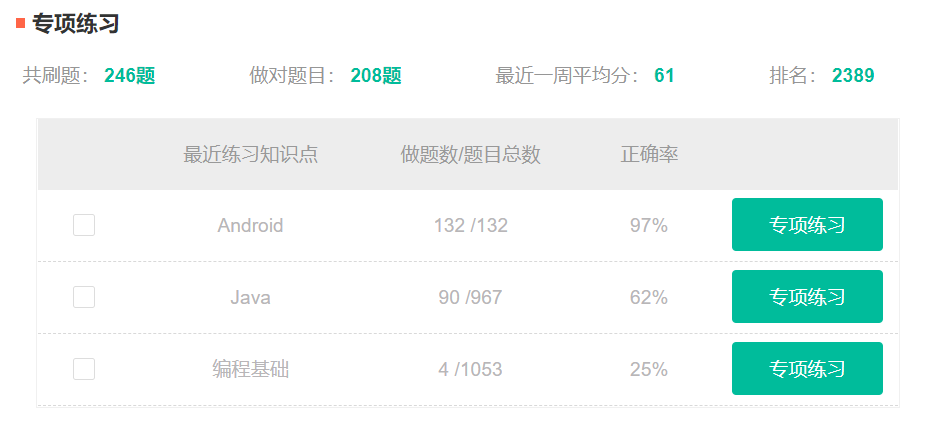 专项练习
共刷题： 246题 做对题目： 208题 最近一周平均分： 61 排名： 2389
最近练习知识点 做题数/题目总数 正确率
Android 132 /132 97% 专项练习
Java 90 /967 62% 专项练习
编程基础 4 /1053 25% 专项练习